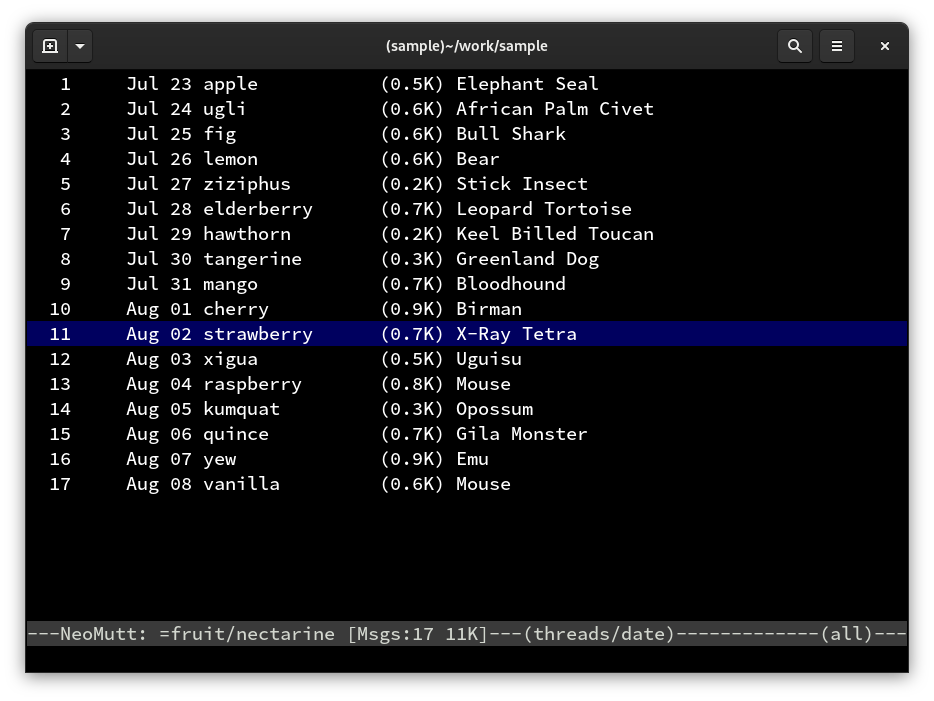 (sample)~/work/sample
1 Jul 23 apple (0.5K) Elephant Seal
2 Jul 24 ugli (0.6K) African Palm Civet
3 Jul 25 fig (0.6K) Bull Shark
4 Jul 26 lemon (0.6K) Bear
5 Jul 27 ziziphus (0.2K) Stick Insect
6 Jul 28 elderberry (0.7K) Leopard Tortoise
7 Jul 29 hawthorn (0.2K) Keel Billed Toucan
8 Jul 30 tangerine (0.3K) Greenland Dog
9 Jul 31 mango (0.7K) Bloodhound
10 Aug 01 cherry (0.9K) Birman
11 Aug 02 strawberry (0.7K) X-Ray Tetra
12 Aug 03 xigua (0.5K) Uguisu
13 Aug 04 raspberry (0.8K) Mouse
14 Aug 05 kumquat (0.3K) Opossum
15 Aug 06 quince (0.7K) Gila Monster
16 Aug 07 yew (0.9K) Emu
17 Aug 08 vanilla (0.6K) Mouse
---NeoMutt: =fruit/nectarine [Msgs:17 11K]---(threads/date)-------------(all)---